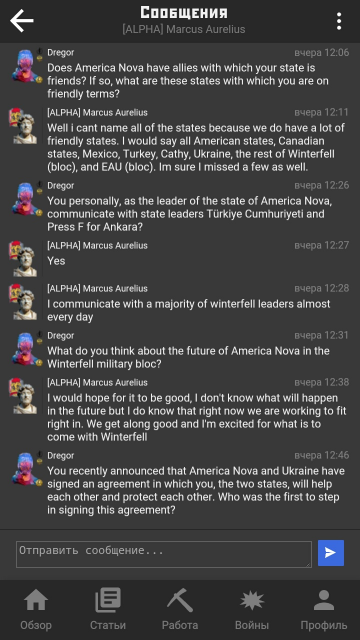 Сообщения
[ALPHA] Marcus Aurelius
Dregor
вчера 12:06
Does America Nova have allies with which your state is
friends? If so, what are these states with which you are on
friendly terms?
[ALPHA] Marcus Aurelius
вчера 12:11
Well i cant name all of the states because we do have a lot of
friendly states. I would say all American states, Canadian
states, Mexico, Turkey, Cathy, Ukraine, the rest of Winterfell
(bloc), and EAU (bloc). Im sure I missed a few as well.
Dregor
вчера 12:26
You personally, as the leader of the state of America Nova,
communicate with state leaders Türkiye Cumhuriyeti and
Press F for Ankara?
[ALPHA] Marcus Aurelius
вчера 12:27
Yes
[ALPHA] Marcus Aurelius
вчера 12:28
I communicate with a majority of winterfell leaders almost
every day
Dregor
вчера 12:31
What do you think about the future of America Nova in the
Winterfell military bloc?
[ALPHA] Marcus Aurelius
вчера 12:38
I would hope for it to be good, I don't know what will happen
in the future but I do know that right now we are working to fit
right in. We get along good and I'm excited for what is to
come with Winterfell
Dregor
вчера 12:46
You recently announced that America Nova and Ukraine have
signed an agreement in which you, the two states, will help
each other and protect each other. Who was the first to step
in signing this agreement?
Отправить сообщение...
Обзор
Статьи
Работа
Войны
Профиль